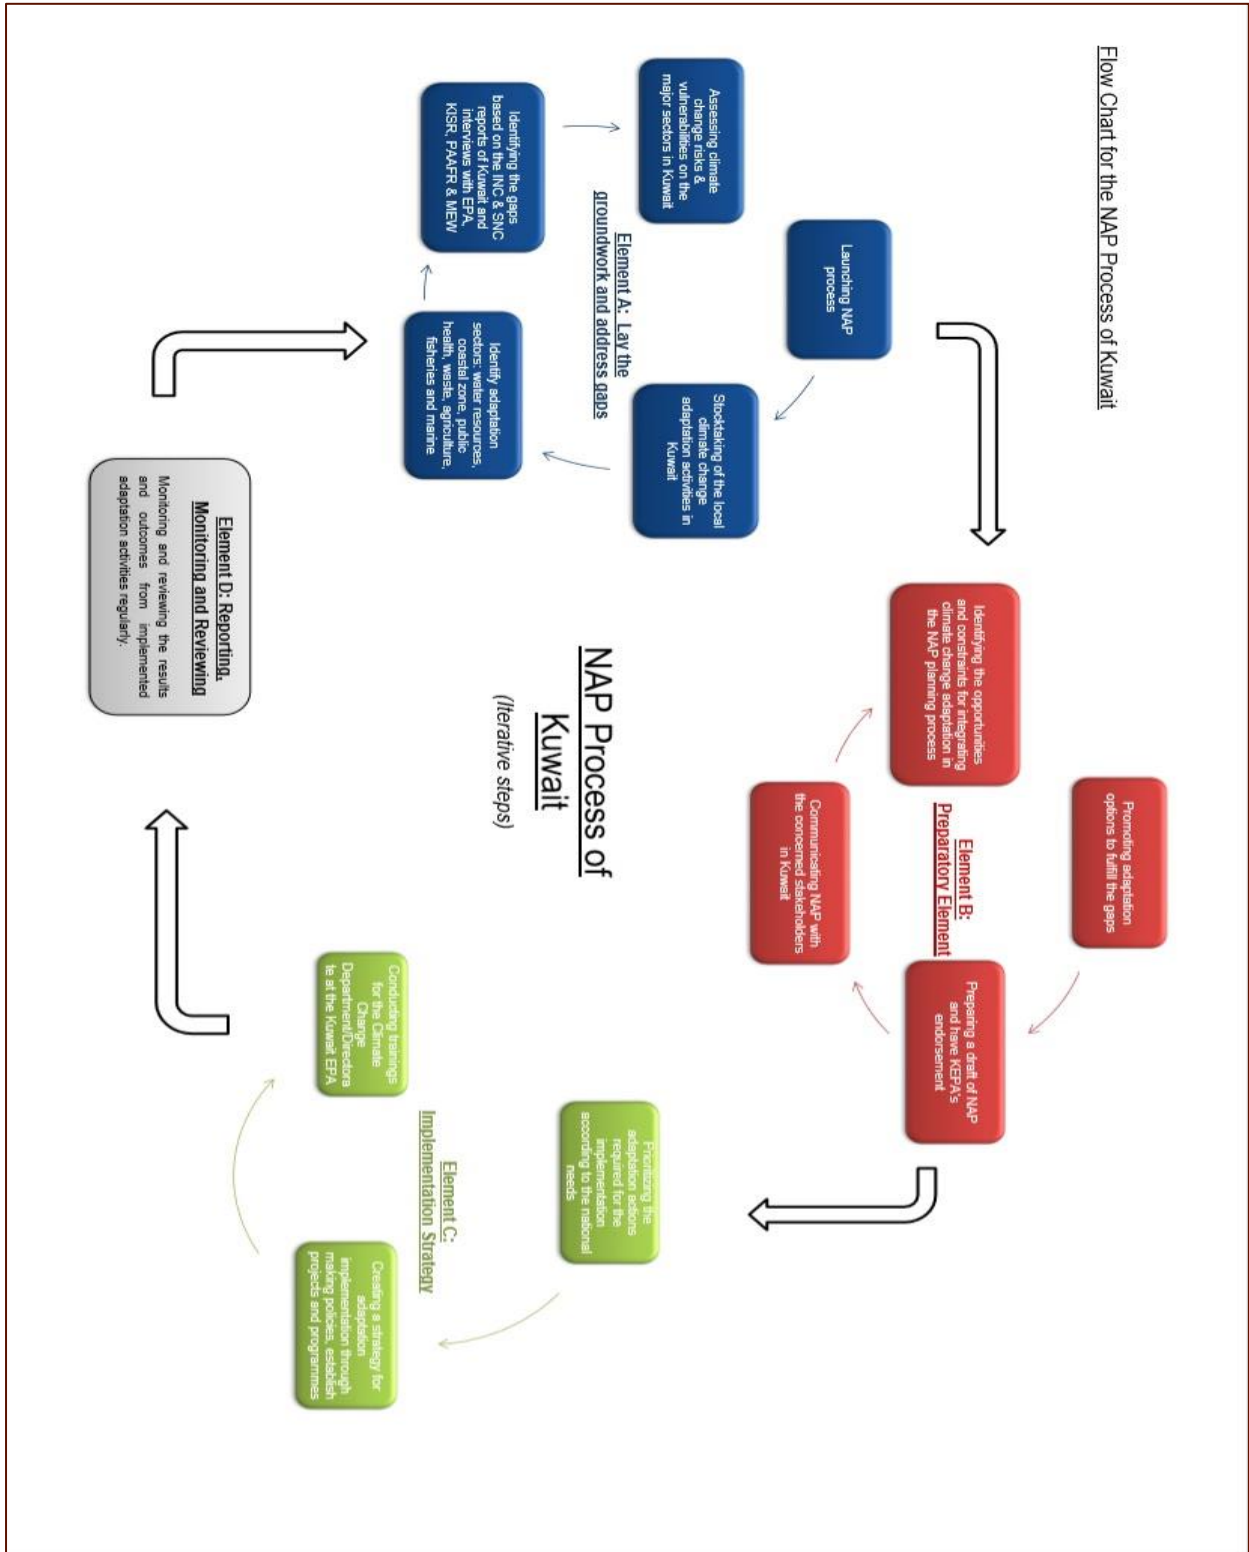 Flow Chart for the NAP Process of Kuwait
Launching NAP
process
Stocktaking of the local
climate change
adaptation activities in
Kuwait
Identify adaptation
sectors: water resources,
coastal zone, public
health, waste, agriculture,
fisheries and marine
Identifying the gaps
based on the INC & SNC
reports of Kuwait and
interviews with EPA,
KISR, PAAFR & MEW
Assessing climate
change risks &
vulnerabilities on the
major sectors in Kuwait
Element A: Lay the
groundwork and address gaps
Promoting adaptation
options to fulfill the gaps
Preparing a draft of NAP
and have KEPA's
endorsement
Communicating NAP with
the concerned stakeholders
in Kuwait
Identifying the opportunities
and constraints for integrating
climate change adaptation in
the NAP planning process
Element B:
Preparatory Element
NAP Process of
Kuwait
(Iterative steps)
Prioritizing the
adaptation actions
required for the
implementation
according to the national
needs
Creating a strategy for
adaptation
implementation through
making policies, establish
projects and programmes
Conducting trainings
for the Climate
Change
Department/Directora
te at the Kuwait EPA
Element C:
Implementation Strategy
Element D: Reporting,
Monitoring and Reviewing
Monitoring and reviewing the results
and outcomes from implemented
adaptation activities regularly.